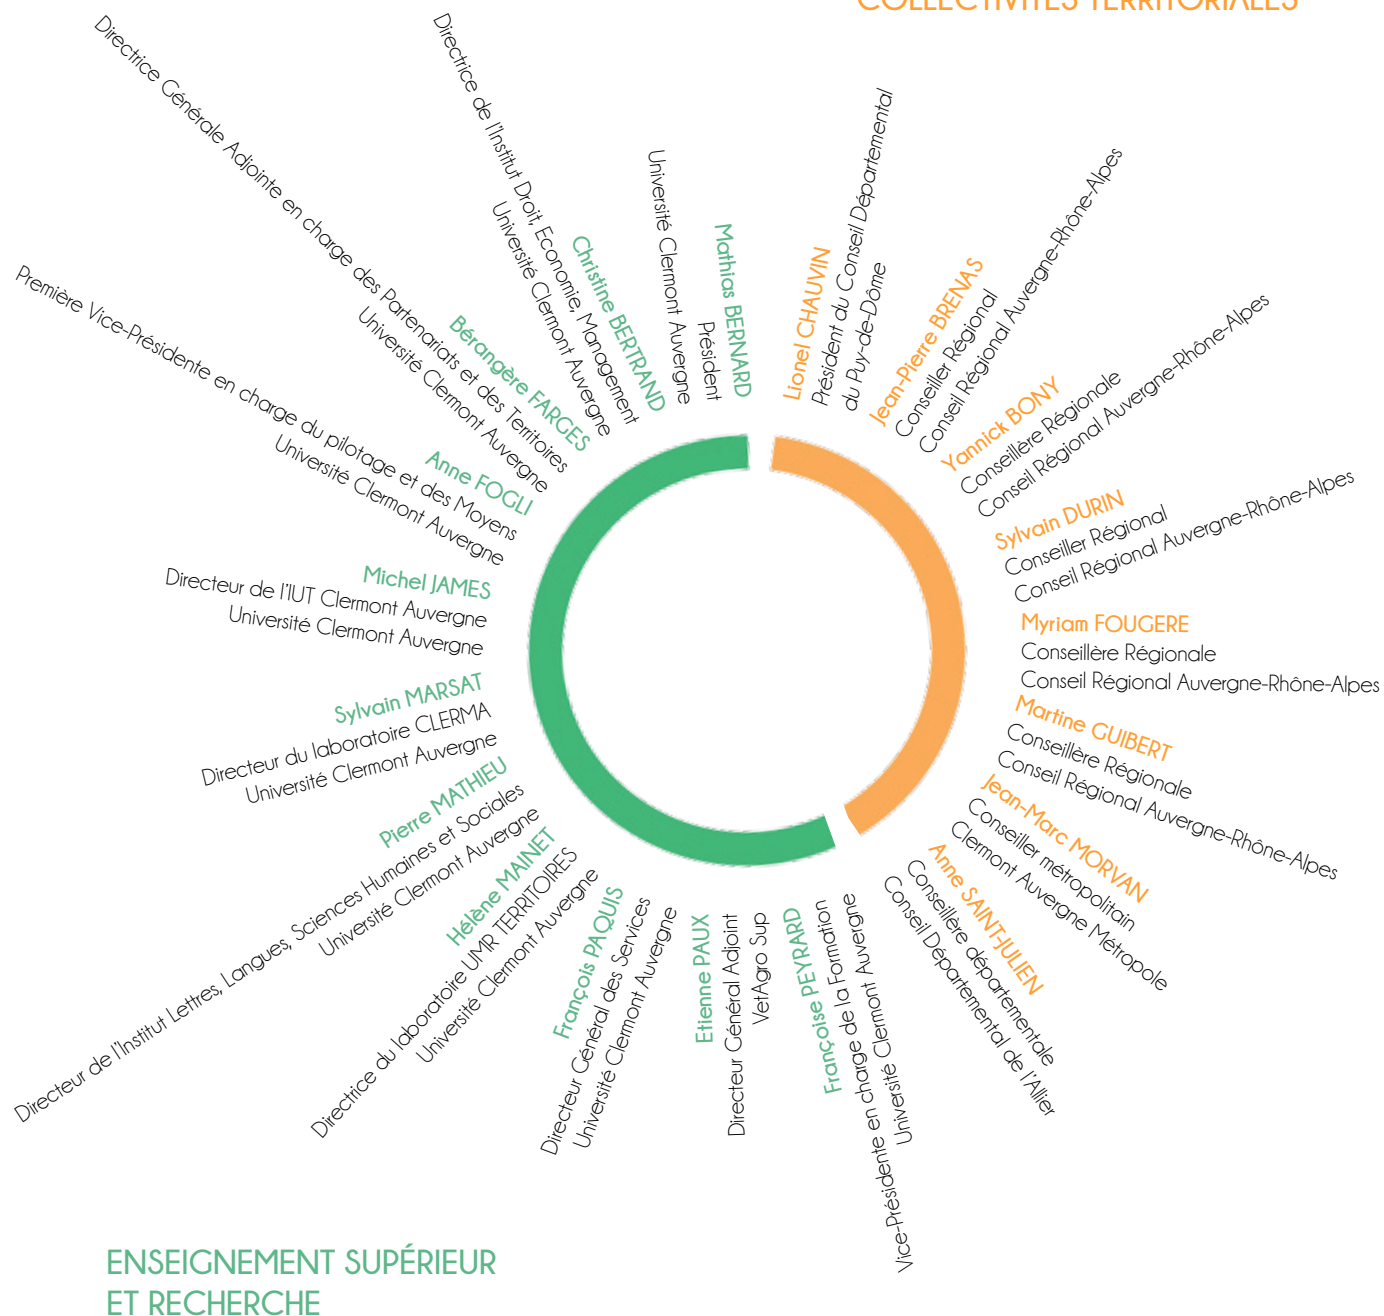 COLLECTIVITÉS TERRITORIALES
Lionel CHAUVIN
Président du Conseil Départemental
du Puy-de-Dôme
Jean-Pierre BRENAS
Conseiller Régional
Conseil Régional Auvergne-Rhône-Alpes
Yannick BONY
Conseillère Régionale
Conseil Régional Auvergne-Rhône-Alpes
Sylvain DURIN
Conseiller Régional
Conseil Régional Auvergne-Rhône-Alpes
Myriam FOUGERE
Conseillère Régionale
Conseil Régional Auvergne-Rhône-Alpes
Martine GUIBERT
Conseillère Régionale
Conseil Régional Auvergne-Rhône-Alpes
Jean-Marc MORVAN
Conseiller métropolitain
Clermont Auvergne Métropole
Anne SAINT-JULIEN
Conseillère départementale
Conseil Départemental de l'Allier
Mathias BERNARD
Président
Université Clermont Auvergne
Christine BERTRAND
Directrice de l'Institut Droit, Economie, Management
Université Clermont Auvergne
Bérangère FARGES
Directrice Générale Adjointe en charge des Partenariats et des Territoires
Université Clermont Auvergne
Anne FOGLI
Première Vice-Présidente en charge du pilotage et des Moyens
Université Clermont Auvergne
Michel JAMES
Directeur de l'IUT Clermont Auvergne
Université Clermont Auvergne
Sylvain MARSAT
Directeur du laboratoire CLERMA
Université Clermont Auvergne
Pierre MATHIEU
Directeur de l'Institut Lettres, Langues, Sciences Humaines et Sociales
Université Clermont Auvergne
Hélène MAINET
Directrice du laboratoire UMR TERRITOIRES
Université Clermont Auvergne
François PAQUIS
Directeur Général des Services
Université Clermont Auvergne
Etienne PAUX
Directeur Général Adjoint
VetAgro Sup
Françoise PEYRARD
Vice-Présidente en charge de la Formation
Université Clermont Auvergne
ENSEIGNEMENT SUPÉRIEUR
ET RECHERCHE